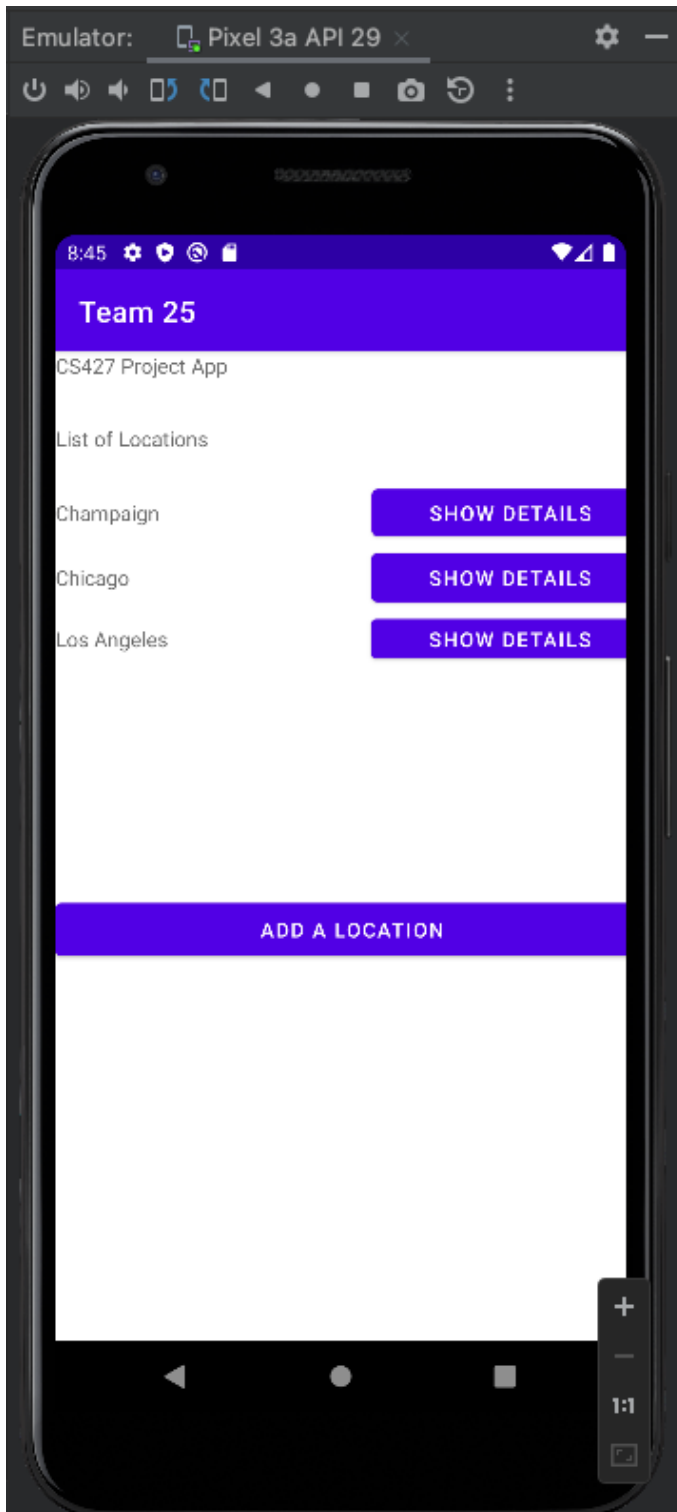 Emulator: Pixel 3a API 29
8:45
Team 25
CS427 Project App
List of Locations
Champaign SHOW DETAILS
Chicago SHOW DETAILS
Los Angeles SHOW DETAILS
ADD A LOCATION
1:1